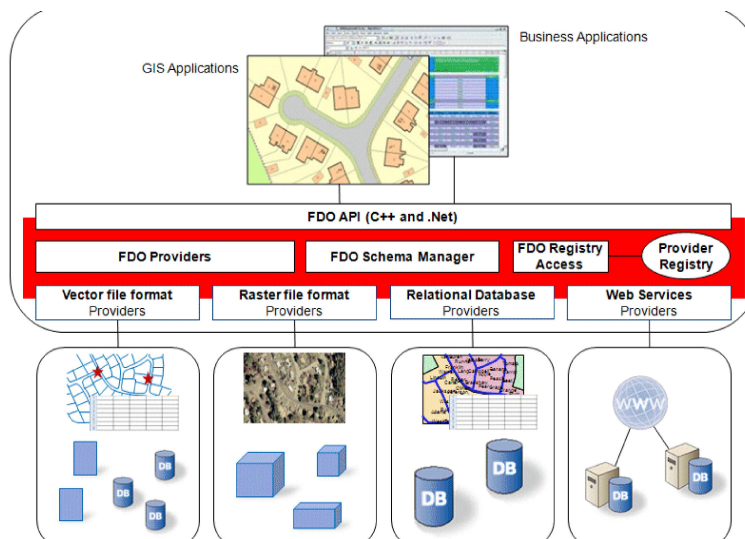 Business Applications
GIS Applications
FDO API (C++ and .Net)
FDO Providers
FDO Schema Manager
FDO Registry
Access
Provider
Registry
Vector file format
Providers
Raster file format
Providers
Relational Database
Providers
Web Services
Providers
DB
DB
DB
DB
DB
WWW
DB
DB